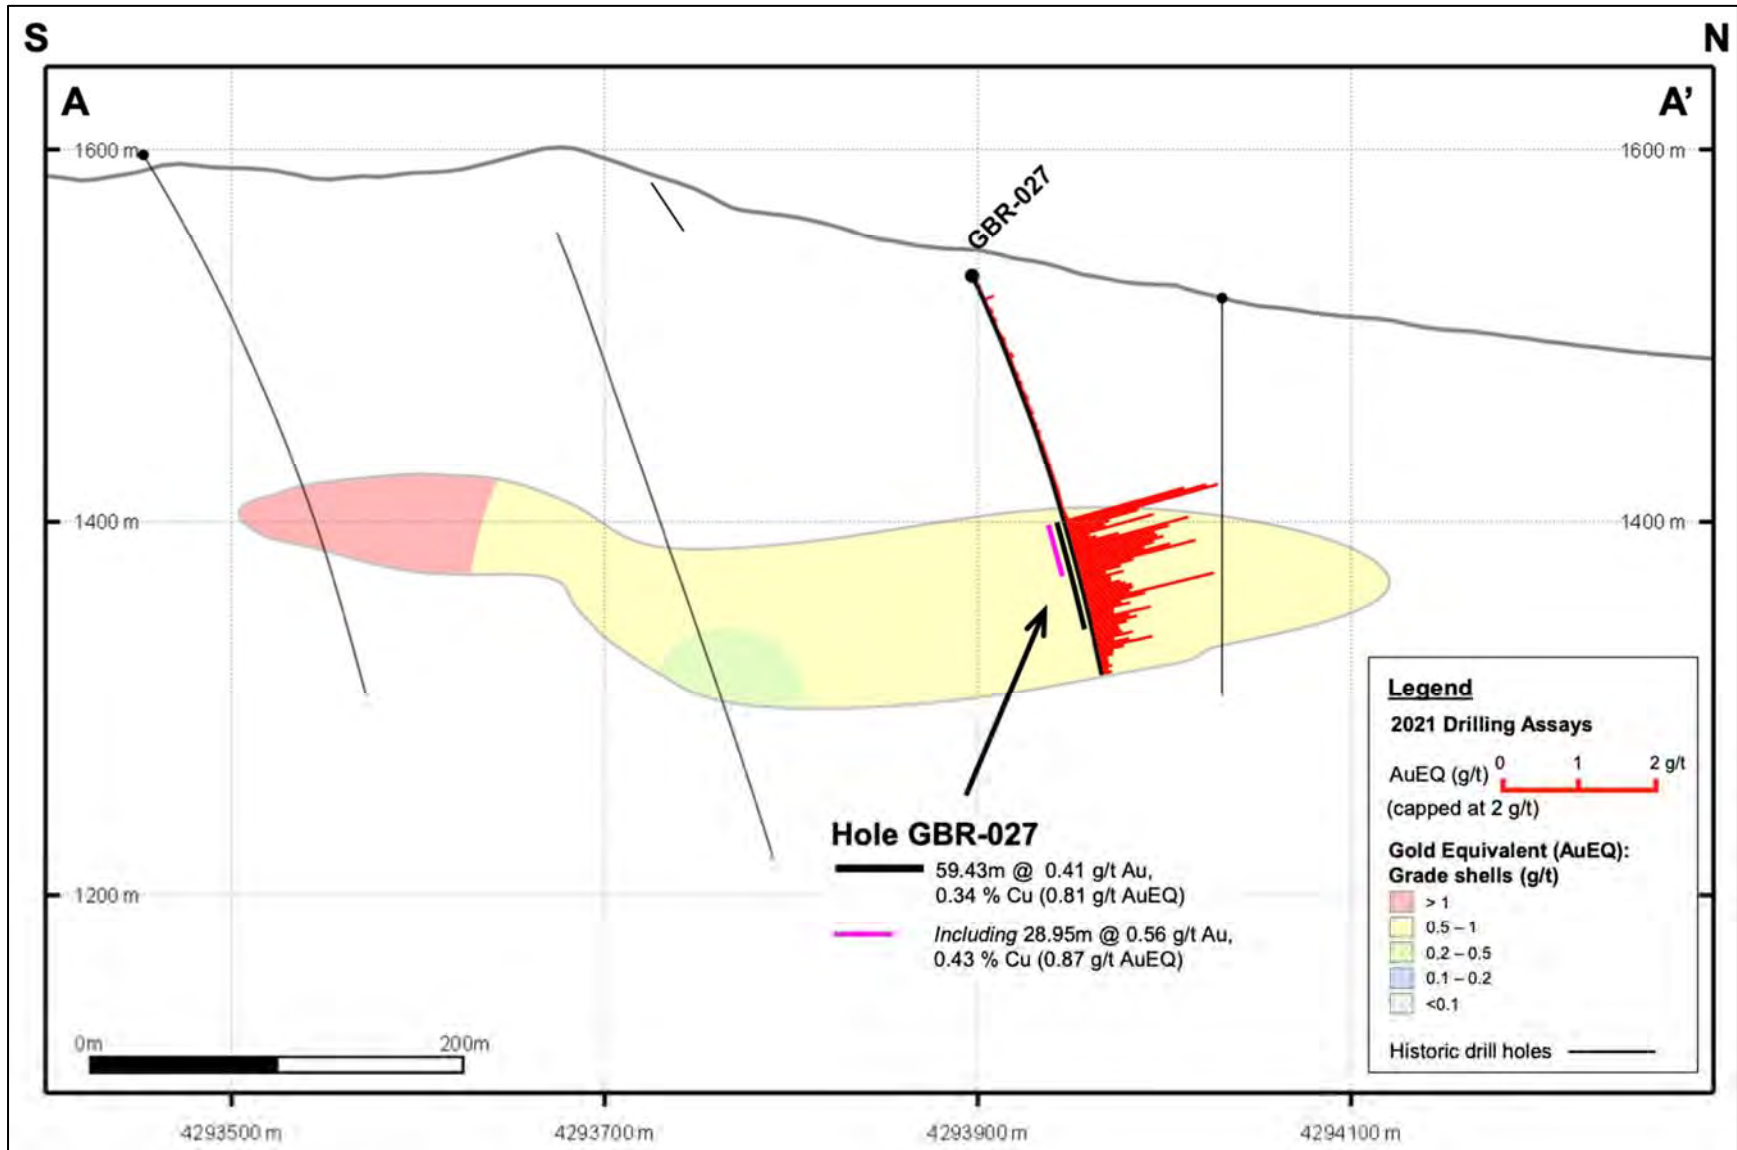 S
N
A
A'
1600 m
1600 m
GBR-027
1400 m
1400 m
1200 m
Hole GBR-027
59.43m @ 0.41 g/t Au,
0.34 % Cu (0.81 g/t AuEQ)
Including 28.95m @ 0.56 g/t Au,
0.43 % Cu (0.87 g/t AuEQ)
Legend
2021 Drilling Assays
AuEQ (g/t) 0 1 2 g/t
(capped at 2 g/t)
Gold Equivalent (AuEQ):
Grade shells (g/t)
> 1
0.5 – 1
0.2 – 0.5
0.1 – 0.2
<0.1
Historic drill holes
0m 200m
4293500 m 4293700 m 4293900 m 4294100 m